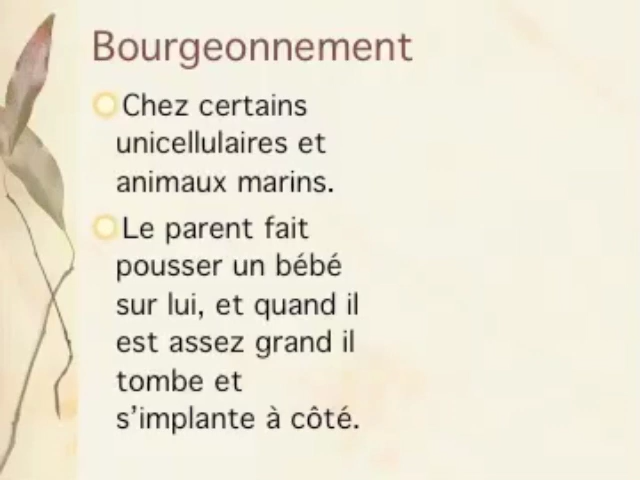 Bourgeonnement
Chez certains
unicellulaires et
animaux marins.
Le parent fait
pousser un bébé
sur lui, et quand il
est assez grand il
tombe et
s’implante à côté.